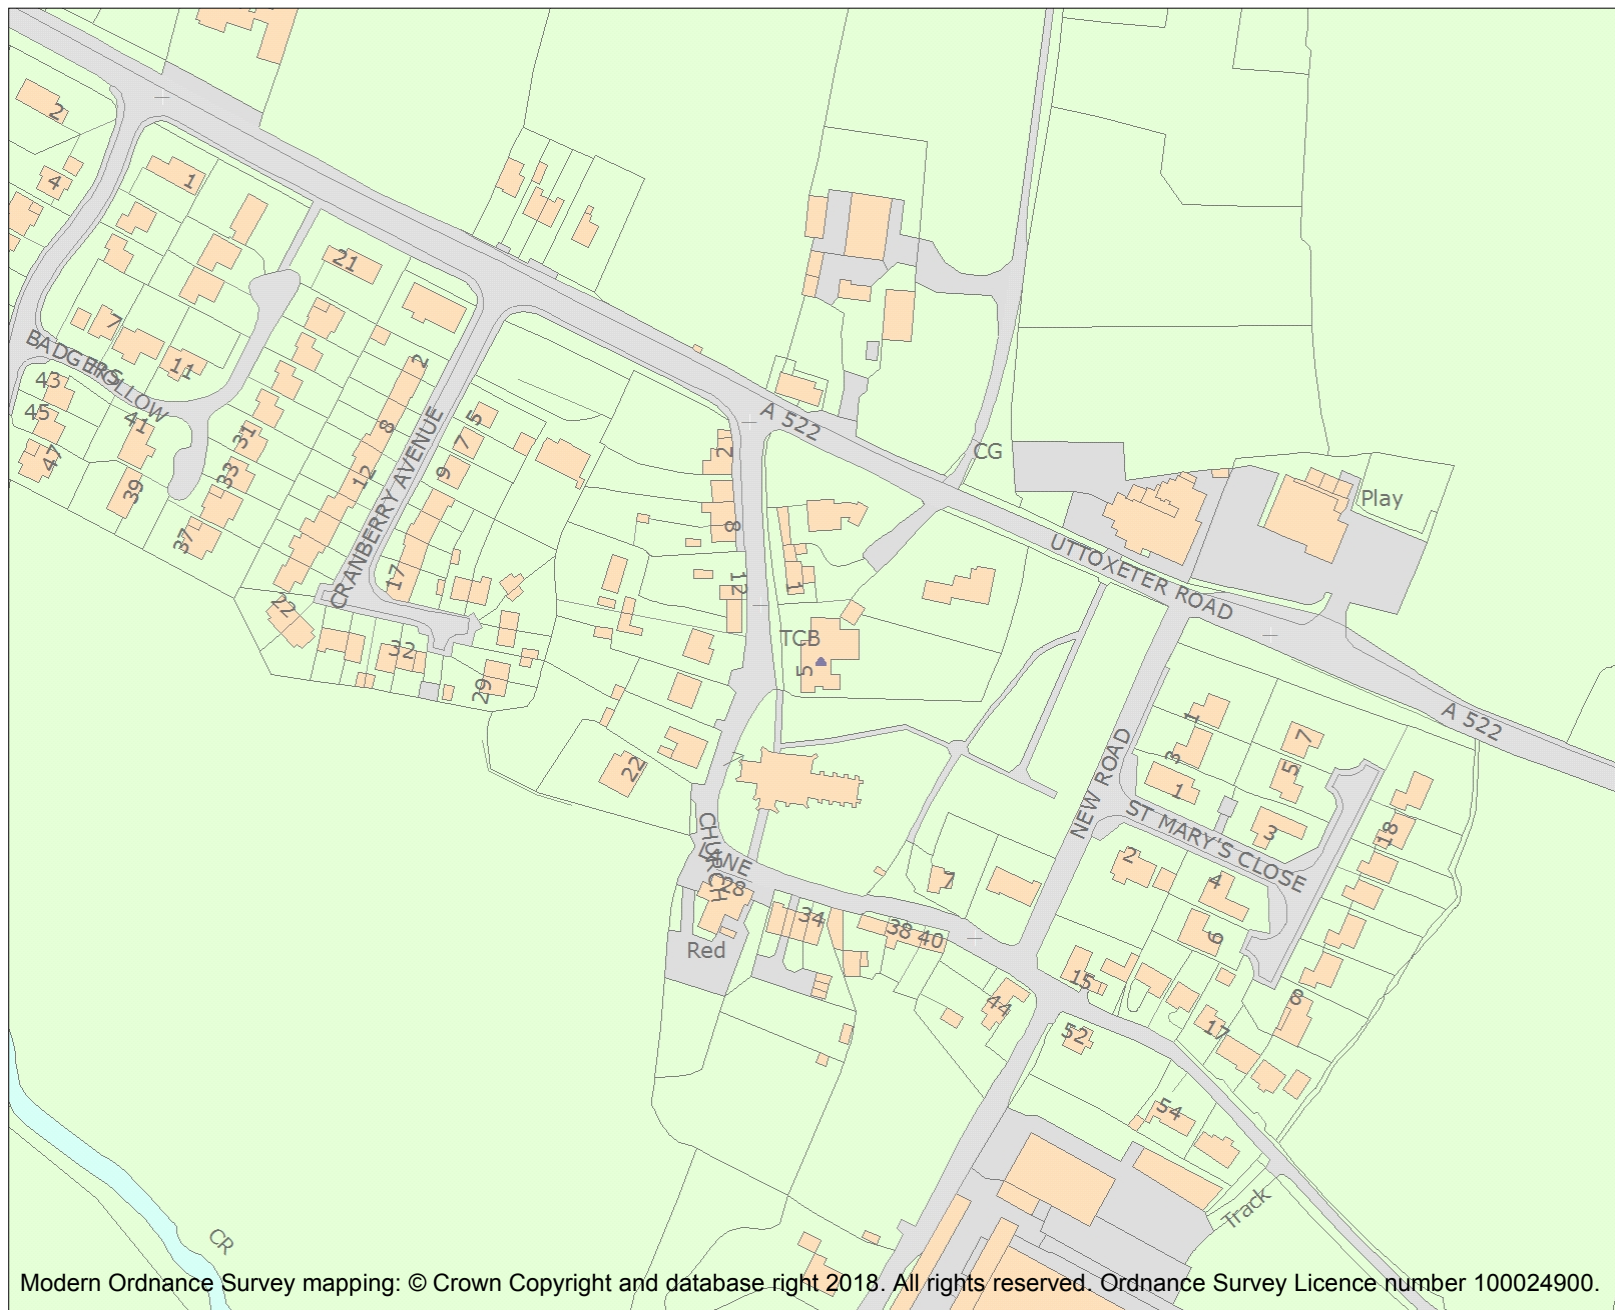 2
4
1
21
7
BADGERS
HOLLOW
11
43
45
47
41
39
31
33
37
2
8
12
CRANBERRY AVENUE
5
7
9
17
22
32
29
2
8
12
A 522
CG
1
TCB
5
22
UTTOXETER ROAD
Play
A 522
NEW ROAD
1
3
1
7
5
3
ST MARY'S CLOSE
18
2
4
6
8
CHURCH
LANE
28
Red
34
38 40
7
44
15
52
17
54
Track
CR
Modern Ordnance Survey mapping: © Crown Copyright and database right 2018. All rights reserved. Ordnance Survey Licence number 100024900.